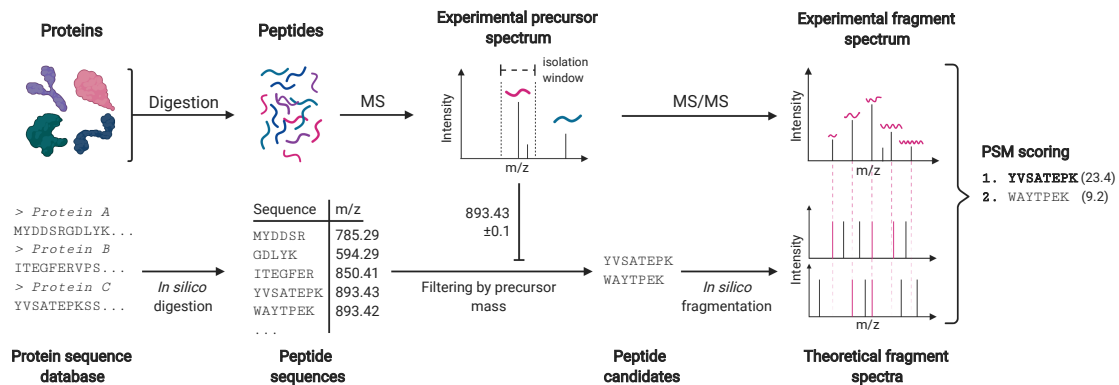 Proteins
Digestion
Peptides
MS
Experimental precursor
spectrum
isolation
window
Intensity
m/z
MS/MS
Experimental fragment
spectrum
Intensity
m/z
PSM scoring
1. YVSATEPK (23.4)
2. WAYTPEK (9.2)
> Protein A
MYDDSRGDLYK...
> Protein B
ITEGFERVPS...
> Protein C
YVSATEPKSS...
In silico
digestion
Sequence m/z
MYDDSR 785.29
GDLYK 594.29
ITEGFER 850.41
YVSATEPK 893.43
WAYTPEK 893.42
...
893.43
±0.1
Filtering by precursor
mass
YVSATEPK
WAYTPEK
In silico
fragmentation
Intensity
m/z
Protein sequence
database
Peptide
sequences
Peptide
candidates
Theoretical fragment
spectra